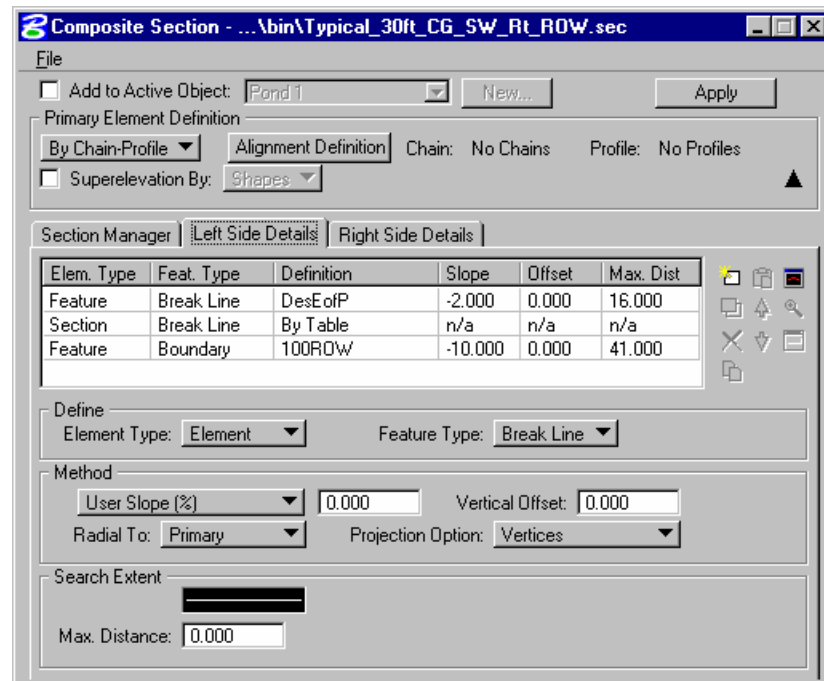 Composite Section - ...\bin\Typical_30ft_CG_SW_Rt_ROW.sec
File
Add to Active Object: Pond 1 New... Apply
Primary Element Definition
By Chain-Profile Alignment Definition Chain: No Chains Profile: No Profiles
Superelevation By: Shapes
Section Manager Left Side Details Right Side Details
Elem. Type Feat. Type Definition Slope Offset Max. Dist
Feature Break Line DesEofP -2.000 0.000 16.000
Section Break Line By Table n/a n/a n/a
Feature Boundary 100ROW -10.000 0.000 41.000
Define
Element Type: Element Feature Type: Break Line
Method
User Slope (%) 0.000 Vertical Offset: 0.000
Radial To: Primary Projection Option: Vertices
Search Extent
Max. Distance: 0.000